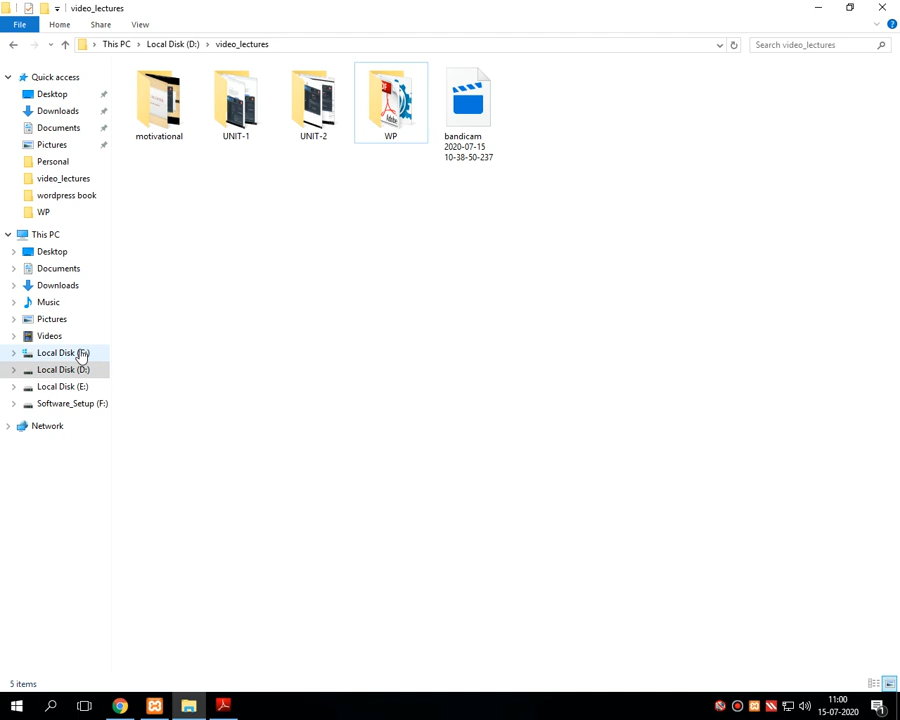 video_lectures
File Home Share View
This PC Local Disk (D:) video_lectures
Search video_lectures
Quick access
Desktop
Downloads
Documents
Pictures
Personal
video_lectures
wordpress book
WP
This PC
Desktop
Documents
Downloads
Music
Pictures
Videos
Local Disk
Local Disk (D:)
Local Disk (E:)
Software_Setup (F:)
Network
motivational
UNIT-1
UNIT-2
WP
bandicam
2020-07-15
10-38-50-237
5 items
11:00
15-07-2020